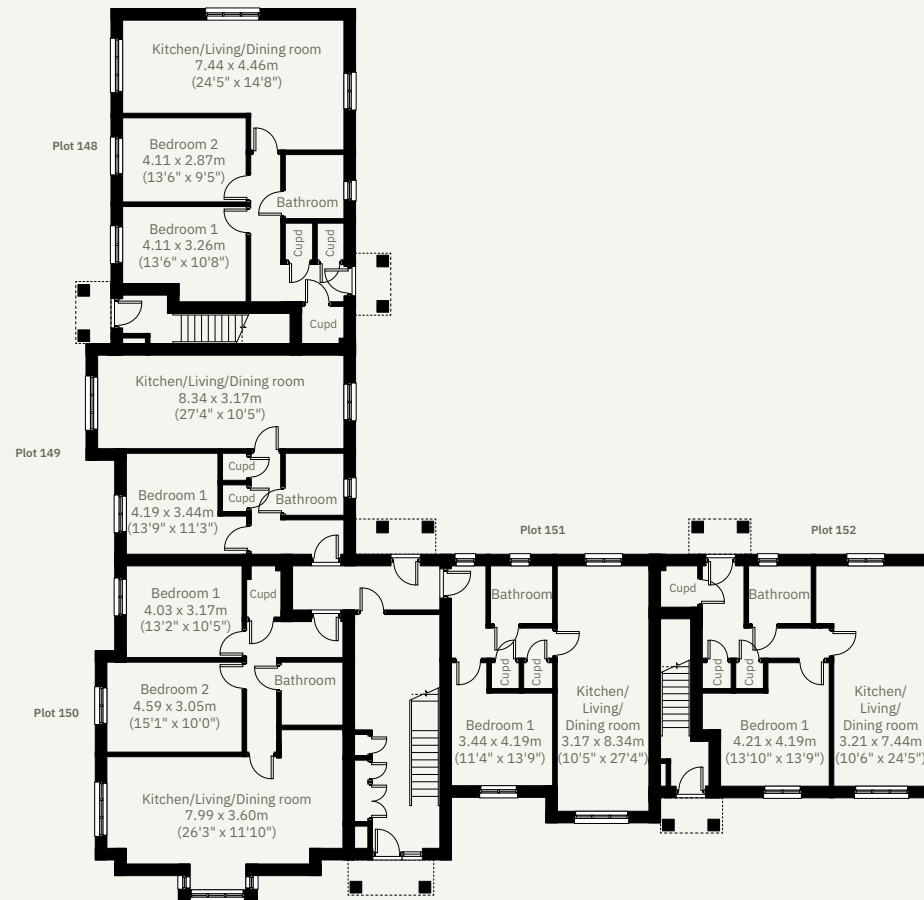 Kitchen/Living/Dining room
7.44 x 4.46m
(24'5" x 14'8")
Plot 148
Bedroom 2
4.11 x 2.87m
(13'6" x 9'5")
Bathroom
Bedroom 1
4.11 x 3.26m
(13'6" x 10'8")
Cupd
Cupd
Cupd
Kitchen/Living/Dining room
8.34 x 3.17m
(27'4" x 10'5")
Plot 149
Cupd
Cupd
Bathroom
Bedroom 1
4.19 x 3.44m
(13'9" x 11'3")
Bedroom 1
4.03 x 3.17m
(13'2" x 10'5")
Cupd
Bathroom
Plot 150
Bedroom 2
4.59 x 3.05m
(15'1" x 10'0")
Kitchen/Living/Dining room
7.99 x 3.60m
(26'3" x 11'10")
Plot 151
Bathroom
Cupd
Cupd
Bedroom 1
3.44 x 4.19m
(11'4" x 13'9")
Kitchen/
Living/
Dining room
3.17 x 8.34m
(10'5" x 27'4")
Plot 152
Cupd
Bathroom
Cupd
Cupd
Bedroom 1
4.21 x 4.19m
(13'10" x 13'9")
Kitchen/
Living/
Dining room
3.21 x 7.44m
(10'6" x 24'5")